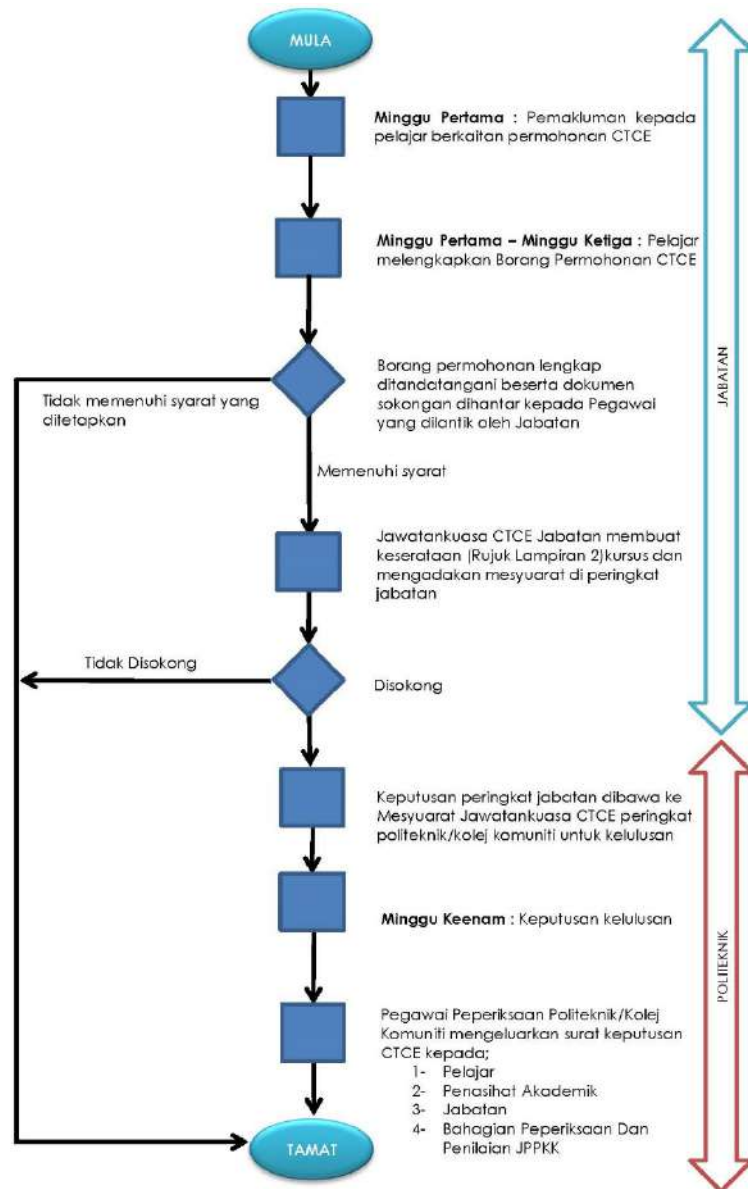 MULA
Minggu Pertama : Pemakluman kepada
pelajar berkaitan permohonan CTCE
Minggu Pertama – Minggu Ketiga : Pelajar
melengkapkan Borang Permohonan CTCE
Borang permohonan lengkap
ditandatangani beserta dokumen
sokongan dihantar kepada Pegawai
yang dilantik oleh Jabatan
Tidak memenuhi syarat yang
ditetapkan
Memenuhi syarat
Jawatankuasa CTCE Jabatan membuat
keserataan (Rujuk Lampiran 2)kursus dan
mengadakan mesyuarat di peringkat
jabatan
Tidak Disokong
Disokong
JABATAN
Keputusan peringkat jabatan dibawa ke
Mesyuarat Jawatankuasa CTCE peringkat
politeknik/kolej komuniti untuk kelulusan
Minggu Keenam : Keputusan kelulusan
Pegawai Peperiksaan Politeknik/Kolej
Komuniti mengeluarkan surat keputusan
CTCE kepada;
1- Pelajar
2- Penasihat Akademik
3- Jabatan
4- Bahagian Peperiksaan Dan
Penilaian JPPKK
POLITEKNIK
TAMAT